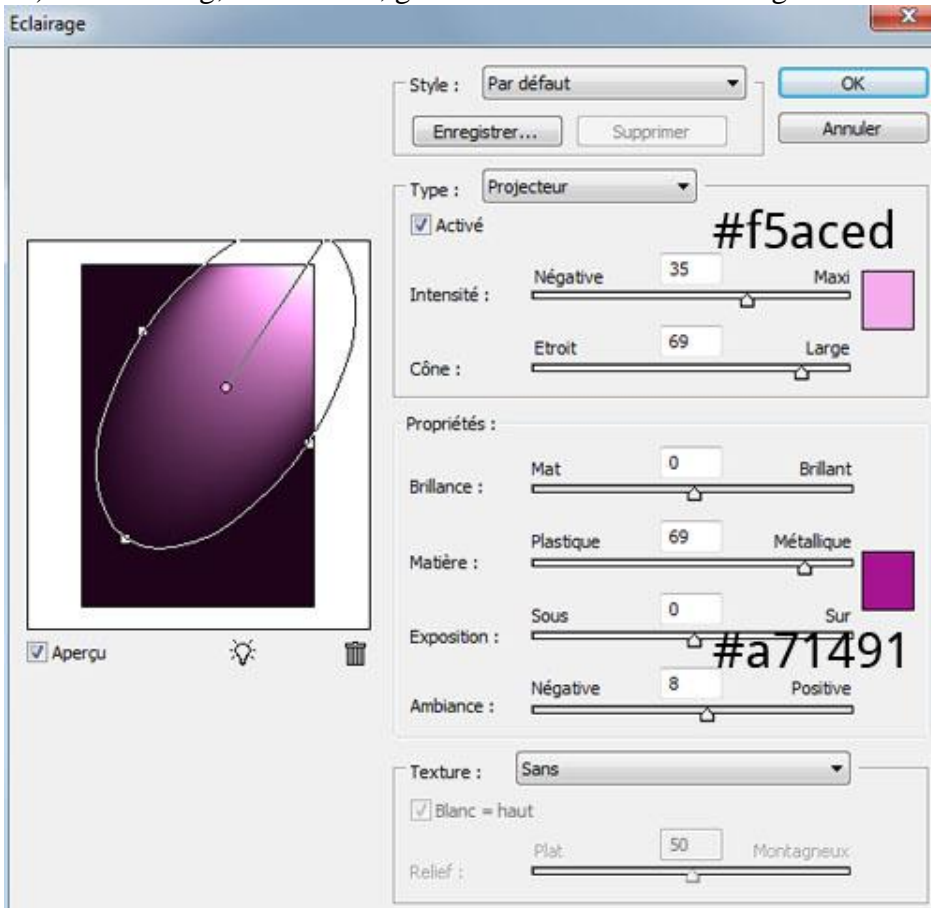 Eclairage
Style : Par défaut
OK
Enregistrer... Supprimer
Annuler
Type : Projecteur
Activé
#f5aced
Négative 35 Maxi
Intensité :
Etroit 69 Large
Cône :
Propriétés :
Mat 0 Brillant
Brillance :
Plastique 69 Métallique
Matière :
Sous 0 Sur
Exposition :
#a71491
Négative 8 Positive
Ambiance :
Aperçu
Texture : Sans
Blanc = haut
Plat 50 Montagneux
Relief :